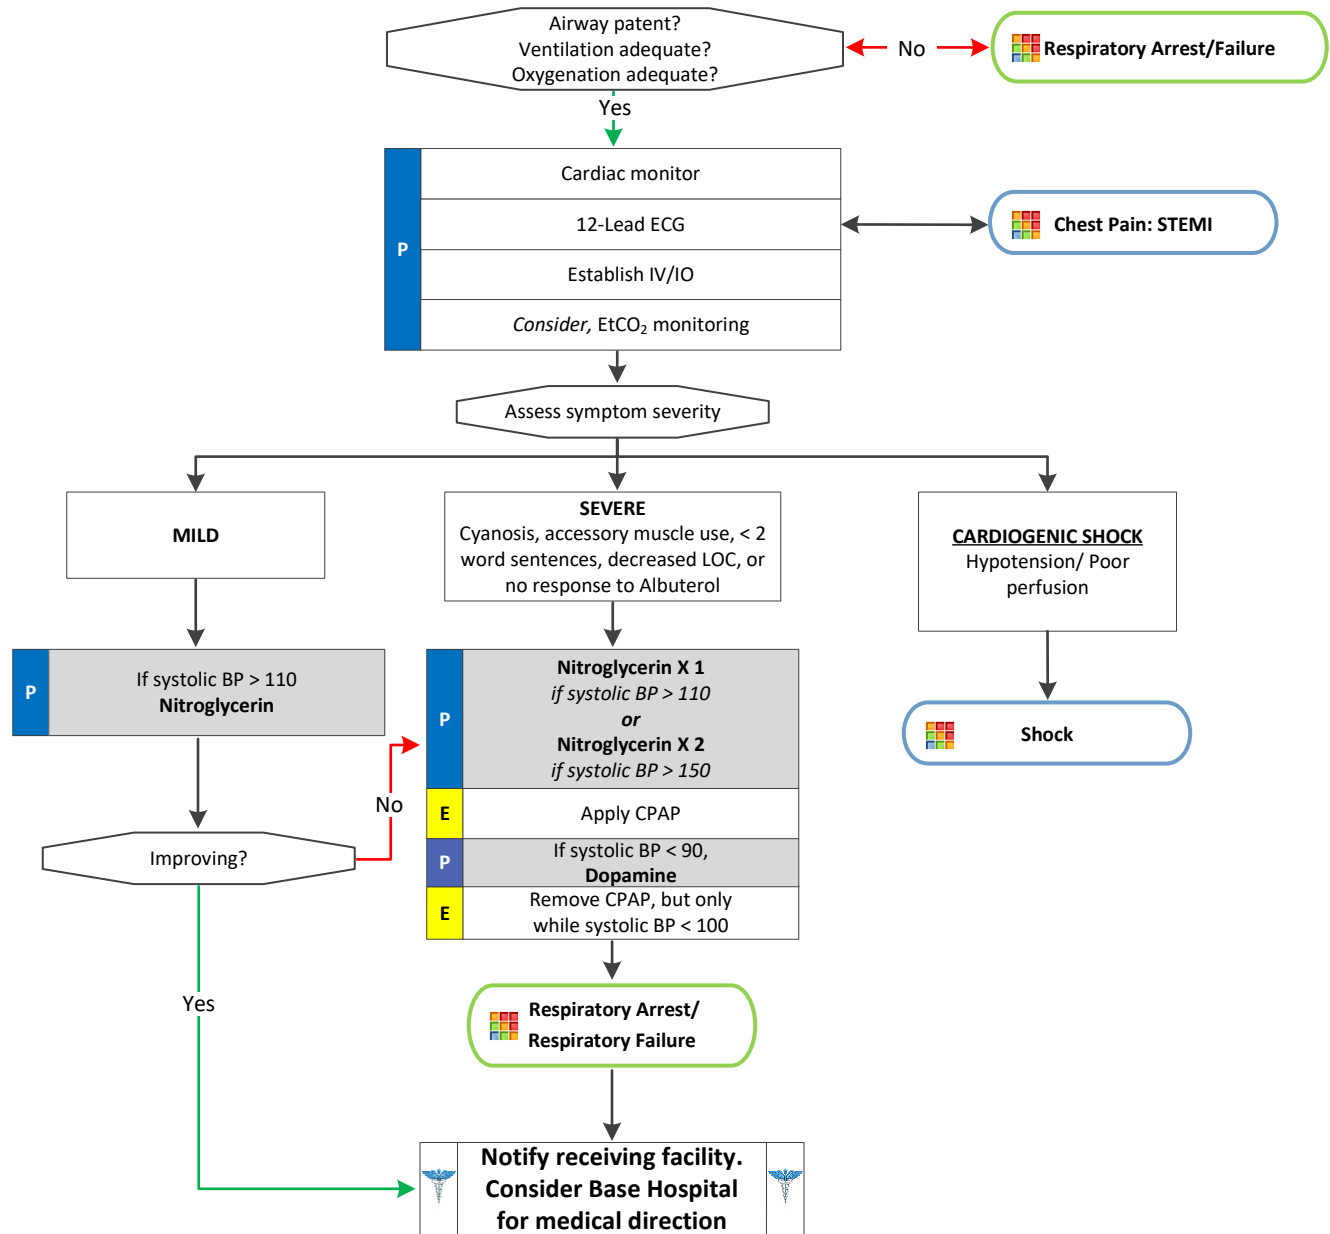 Airway patent?
Ventilation adequate?
Oxygenation adequate?
No
Respiratory Arrest/Failure
Yes
P
Cardiac monitor
12-Lead ECG
Chest Pain: STEMI
Establish IV/IO
Consider, EtCO₂ monitoring
Assess symptom severity
MILD
SEVERE
Cyanosis, accessory muscle use, < 2
word sentences, decreased LOC, or
no response to Albuterol
CARDIOGENIC SHOCK
Hypotension/ Poor
perfusion
P
If systolic BP > 110
Nitroglycerin
P
Nitroglycerin X 1
if systolic BP > 110
or
Nitroglycerin X 2
if systolic BP > 150
Shock
No
E
Apply CPAP
Improving?
P
If systolic BP < 90,
Dopamine
E
Remove CPAP, but only
while systolic BP < 100
Yes
Respiratory Arrest/
Respiratory Failure
Notify receiving facility.
Consider Base Hospital
for medical direction